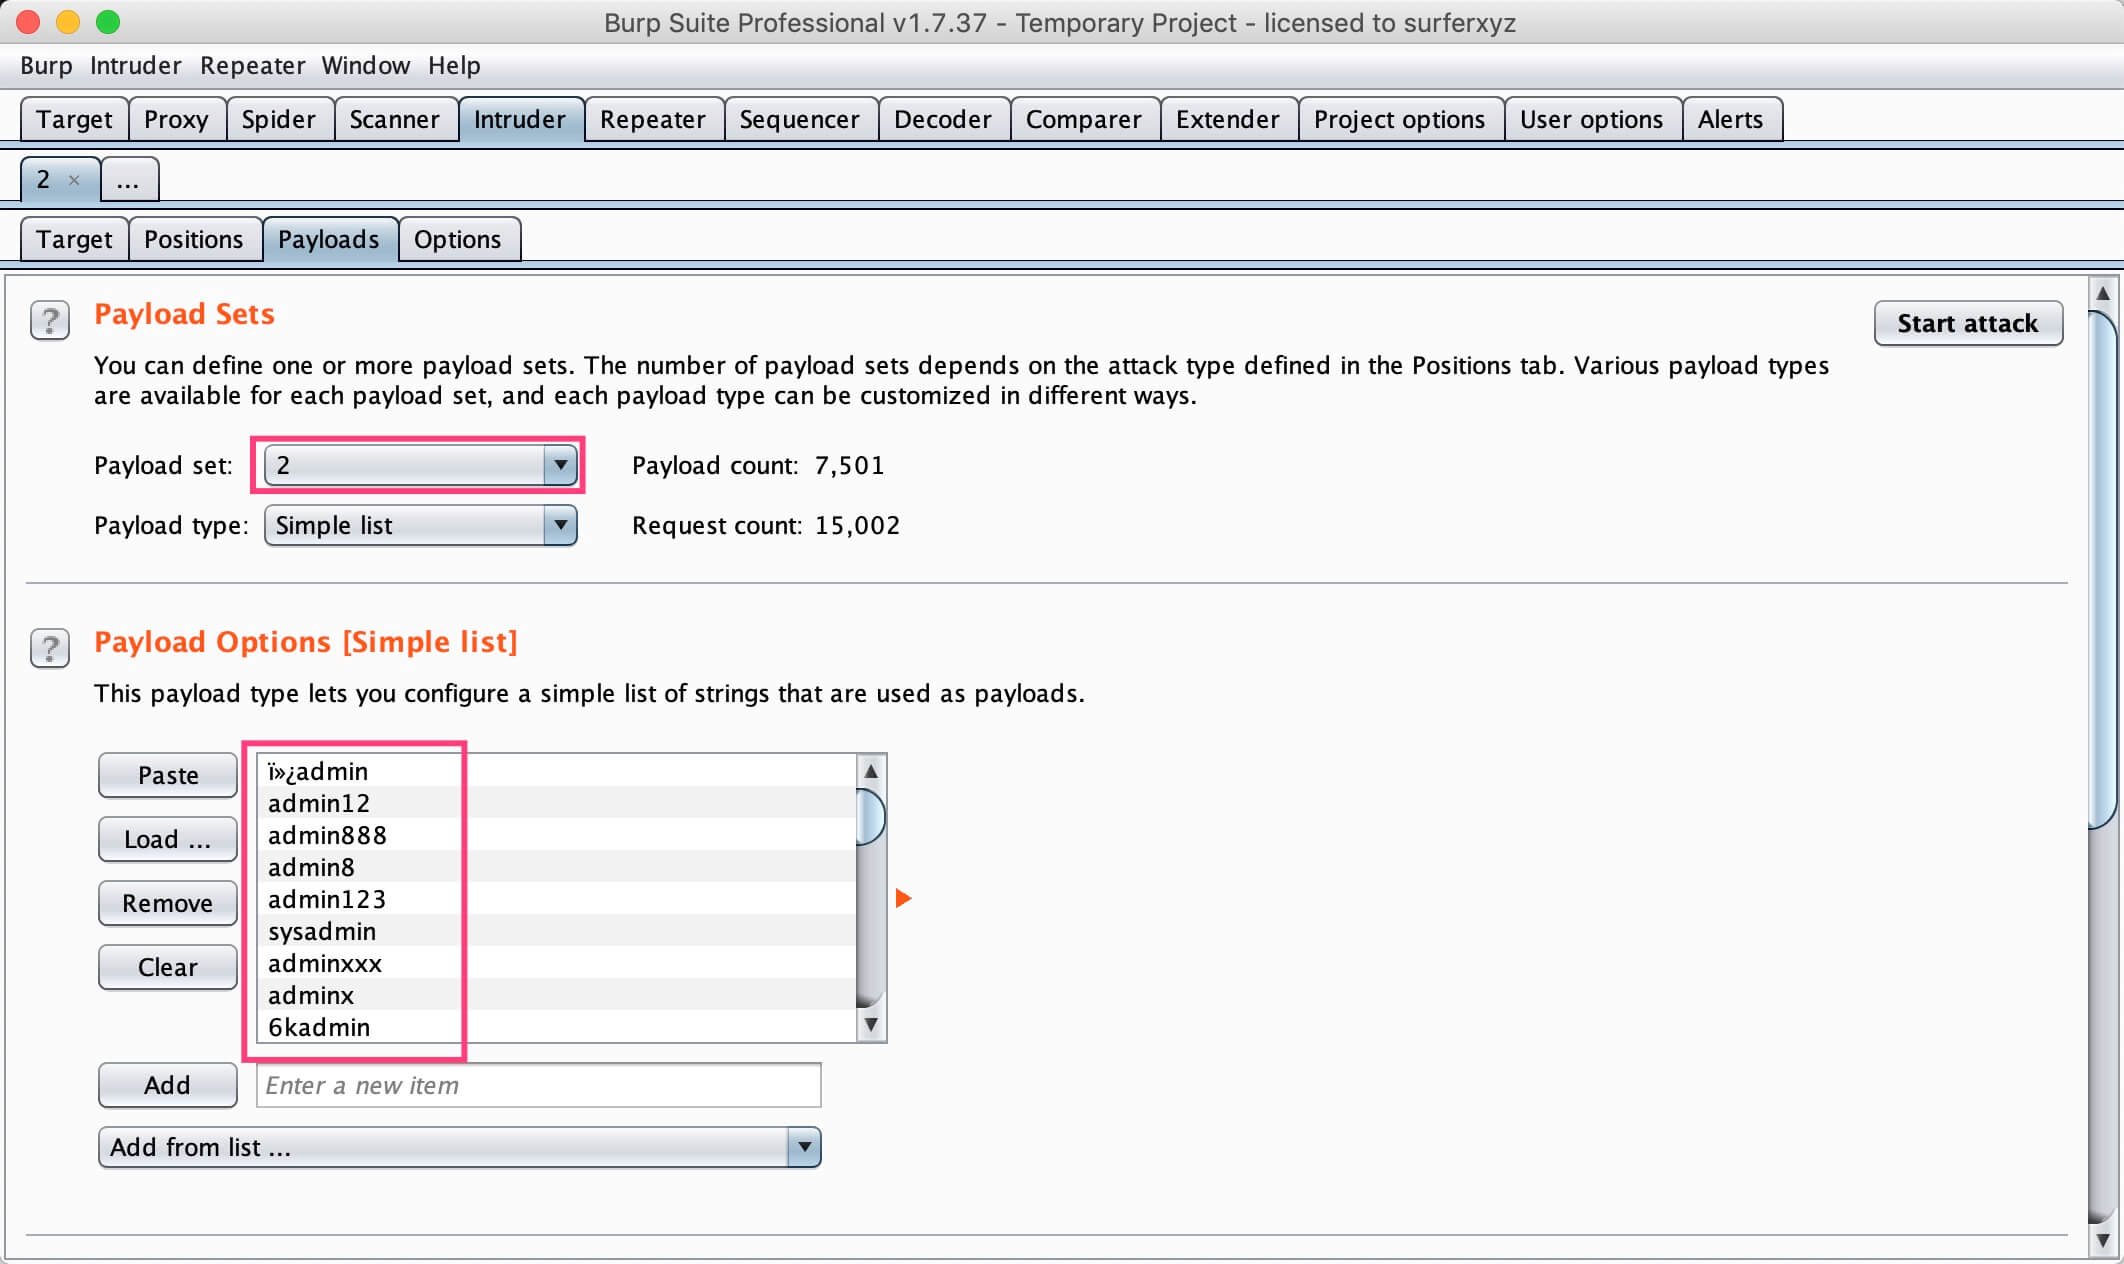 Burp Suite Professional v1.7.37 - Temporary Project - licensed to surferxyz
Burp Intruder Repeater Window Help
Target Proxy Spider Scanner Intruder Repeater Sequencer Decoder Comparer Extender Project options User options Alerts
2 × ...
Target Positions Payloads Options
? Payload Sets
Start attack
You can define one or more payload sets. The number of payload sets depends on the attack type defined in the Positions tab. Various payload types
are available for each payload set, and each payload type can be customized in different ways.
Payload set: 2 Payload count: 7,501
Payload type: Simple list Request count: 15,002
? Payload Options [Simple list]
This payload type lets you configure a simple list of strings that are used as payloads.
Paste
Load ...
Remove
Clear
ï»¿admin
admin12
admin888
admin8
admin123
sysadmin
adminxxx
adminx
6kadmin
Add Enter a new item
Add from list ...